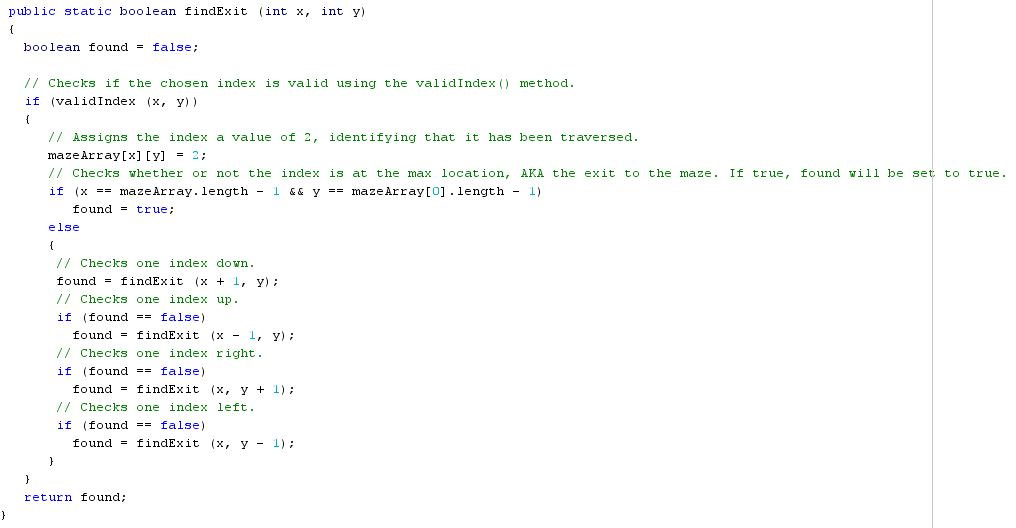 public static boolean findExit (int x, int y)
{
boolean found = false;
// Checks if the chosen index is valid using the validIndex() method.
if (validIndex (x, y))
{
// Assigns the index a value of 2, identifying that it has been traversed.
mazeArray[x][y] = 2;
// Checks whether or not the index is at the max location, AKA the exit to the maze. If true, found will be set to true.
if (x == mazeArray.length - 1 && y == mazeArray[0].length - 1)
found = true;
else
{
// Checks one index down.
found = findExit (x + 1, y);
// Checks one index up.
if (found == false)
found = findExit (x - 1, y);
// Checks one index right.
if (found == false)
found = findExit (x, y + 1);
// Checks one index left.
if (found == false)
found = findExit (x, y - 1);
}
}
return found;
}